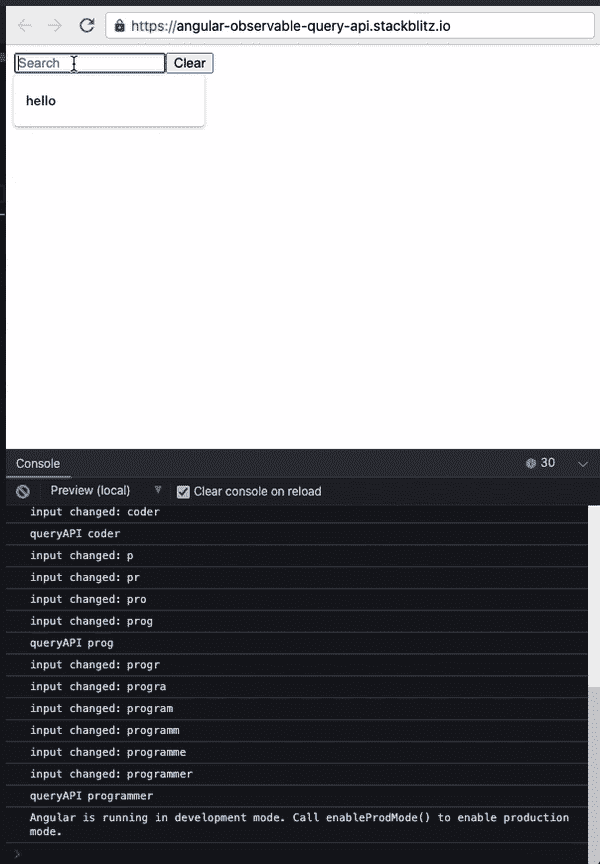 https://angular-observable-query-api.stackblitz.io
Search Clear
hello
Console 30
Preview (local) Clear console on reload
input changed: coder
queryAPI coder
input changed: p
input changed: pr
input changed: pro
input changed: prog
queryAPI prog
input changed: progr
input changed: progra
input changed: program
input changed: programm
input changed: programme
input changed: programmer
queryAPI programmer
Angular is running in development mode. Call enableProdMode() to enable production
mode.